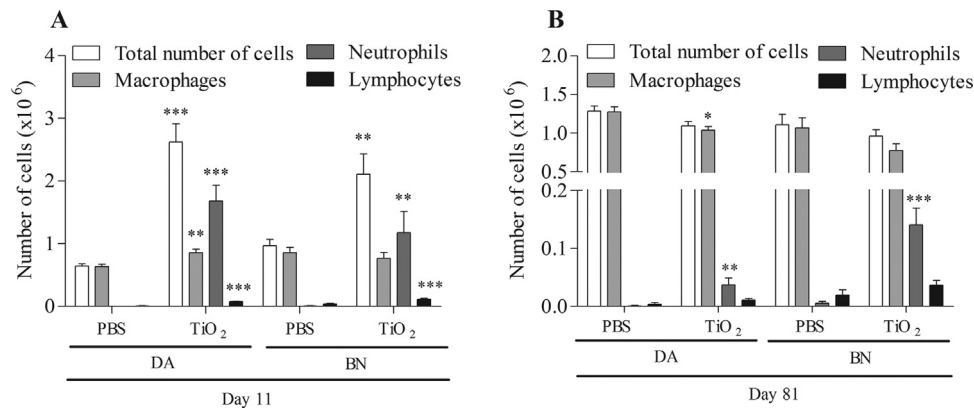 A
Number of cells (x10⁶)
4
3
2
1
0
Total number of cells
Macrophages
Neutrophils
Lymphocytes
***
**
***
***
**
**
***
PBS
TiO₂
PBS
TiO₂
DA
BN
Day 11
B
Number of cells (x10⁶)
2.0
1.5
1.0
0.5
0.2
0.1
0.0
Total number of cells
Macrophages
Neutrophils
Lymphocytes
*
**
***
PBS
TiO₂
PBS
TiO₂
DA
BN
Day 81